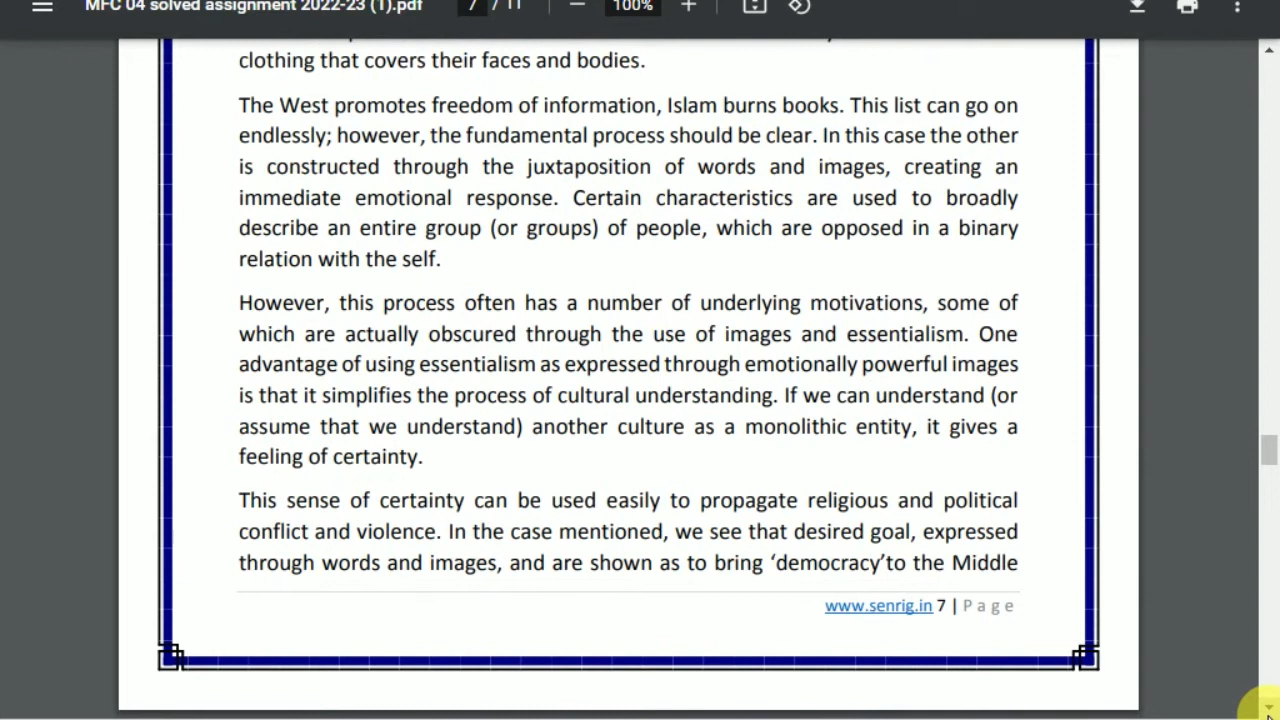 MFC 04 solved assignment 2022-23 (1).pdf 7 / 11 100%
clothing that covers their faces and bodies.
The West promotes freedom of information, Islam burns books. This list can go on
endlessly; however, the fundamental process should be clear. In this case the other
is constructed through the juxtaposition of words and images, creating an
immediate emotional response. Certain characteristics are used to broadly
describe an entire group (or groups) of people, which are opposed in a binary
relation with the self.
However, this process often has a number of underlying motivations, some of
which are actually obscured through the use of images and essentialism. One
advantage of using essentialism as expressed through emotionally powerful images
is that it simplifies the process of cultural understanding. If we can understand (or
assume that we understand) another culture as a monolithic entity, it gives a
feeling of certainty.
This sense of certainty can be used easily to propagate religious and political
conflict and violence. In the case mentioned, we see that desired goal, expressed
through words and images, and are shown as to bring ‘democracy’to the Middle
www.senrig.in 7 | Page